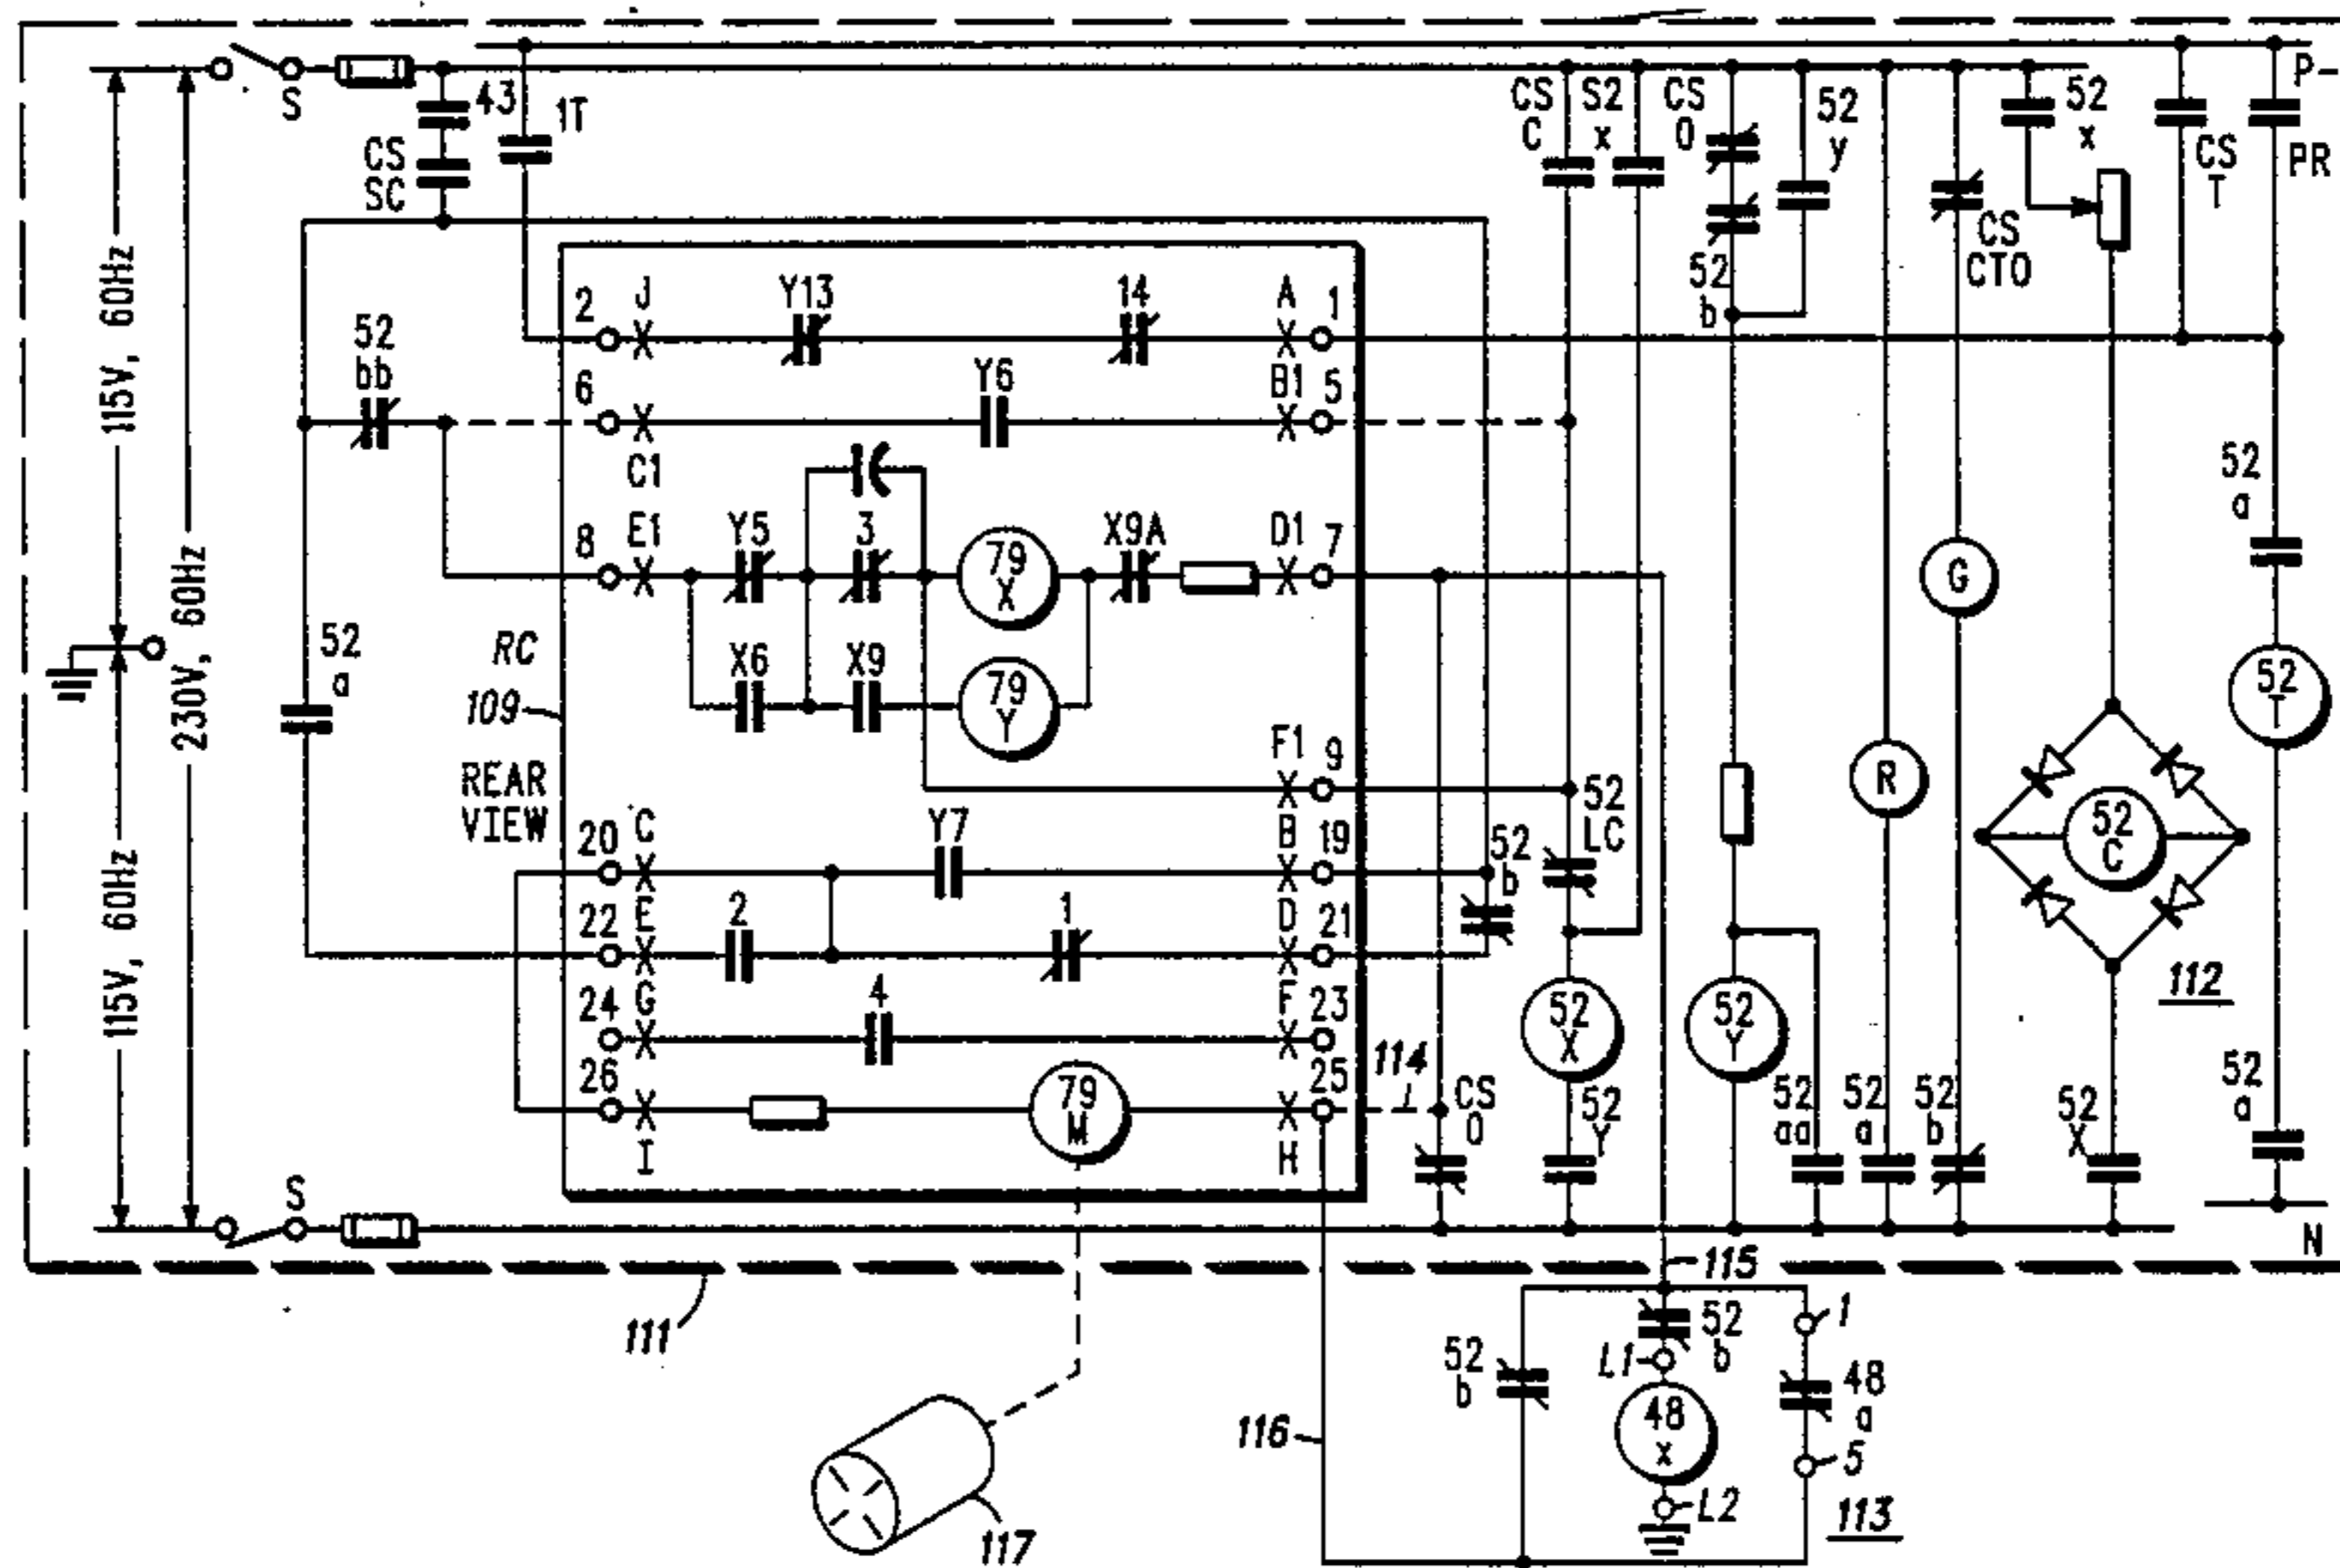 P-
S
43
1T
CS
SC
CS
C
S2
x
CS
O
52
y
52
x
CS
T
PR
115V, 60Hz
230V, 60Hz
115V, 60Hz
2
J
Y13
14
A
1
52
b
CS
CTO
52
bb
6
C1
Y6
B1
5
8
E1
Y5
3
79
X
X9A
D1
7
G
52
a
52
a
RC
109
X6
X9
79
Y
52
T
REAR
VIEW
F1
9
52
LC
R
52
C
20
C
Y7
B
19
52
b
22
E
2
1
D
21
112
24
G
4
F
23
52
X
52
Y
26
I
79
M
25
H
114
CS
O
52
Y
52
aa
52
a
52
b
52
X
52
a
S
N
115
111
52
b
L1
52
b
1
48
a
48
x
5
116
L2
113
117